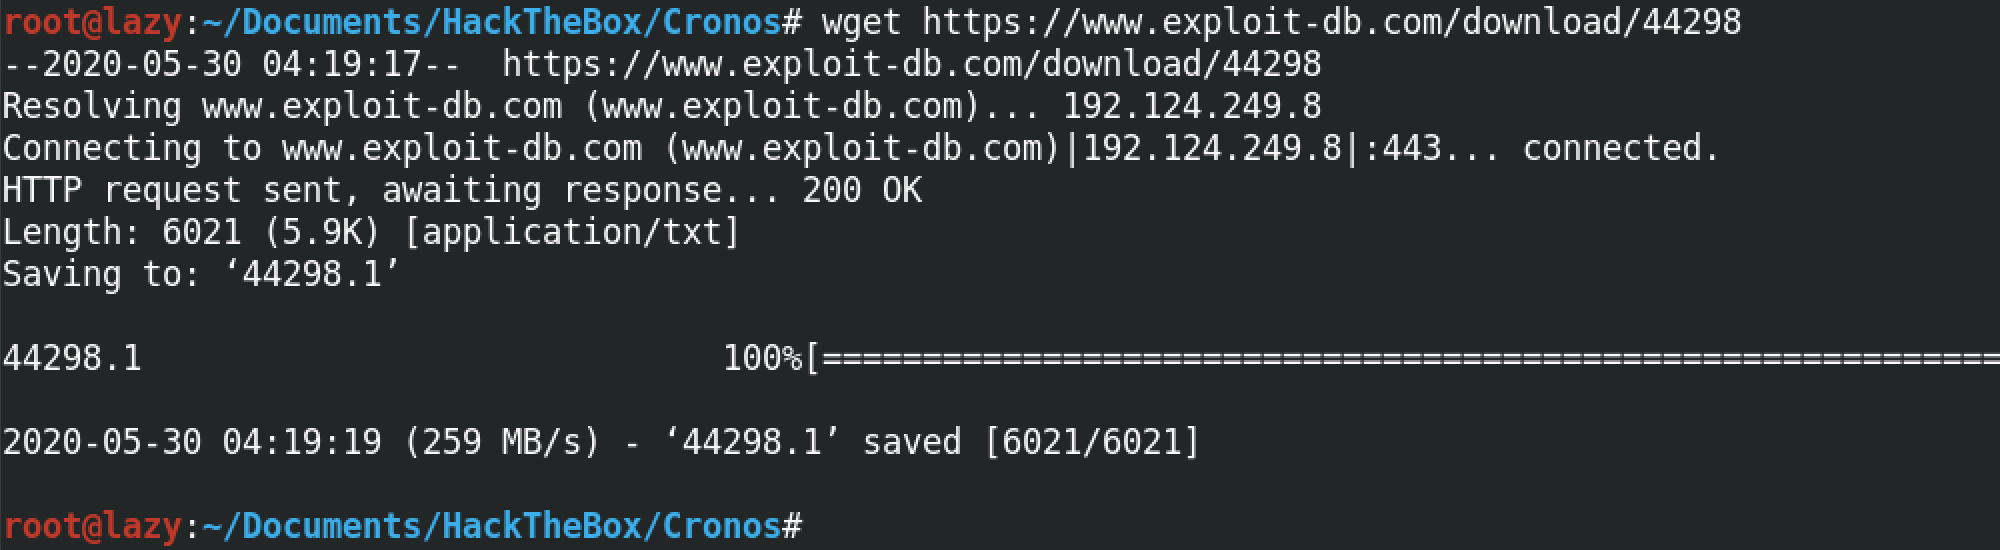 root@lazy:~/Documents/HackTheBox/Cronos# wget https://www.exploit-db.com/download/44298
--2020-05-30 04:19:17--  https://www.exploit-db.com/download/44298
Resolving www.exploit-db.com (www.exploit-db.com)... 192.124.249.8
Connecting to www.exploit-db.com (www.exploit-db.com)|192.124.249.8|:443... connected.
HTTP request sent, awaiting response... 200 OK
Length: 6021 (5.9K) [application/txt]
Saving to: ‘44298.1’
44298.1                             100%[===========================================================
2020-05-30 04:19:19 (259 MB/s) - ‘44298.1’ saved [6021/6021]
root@lazy:~/Documents/HackTheBox/Cronos#